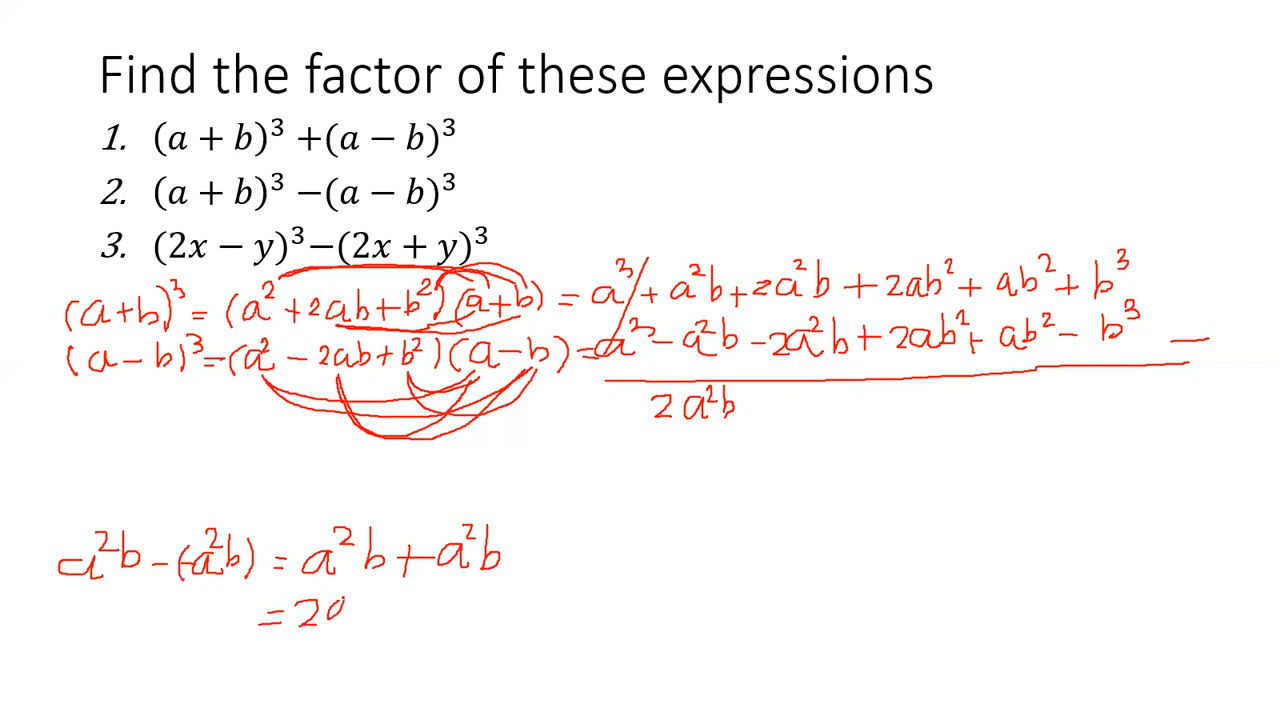 Find the factor of these expressions
1. (a + b)³ +(a − b)³
2. (a + b)³ −(a − b)³
3. (2x − y)³−(2x + y)³
(a+b)³ = (a² + 2ab + b²)(a+b) = a³ + a²b + 2a²b + 2ab² + ab² + b³
(a − b)³ = (a² − 2ab + b²)(a − b) = a³ − a²b − 2a²b + 2ab² + ab² − b³ −
2a²b
a²b − (−a²b) = a²b + a²b
= 2a